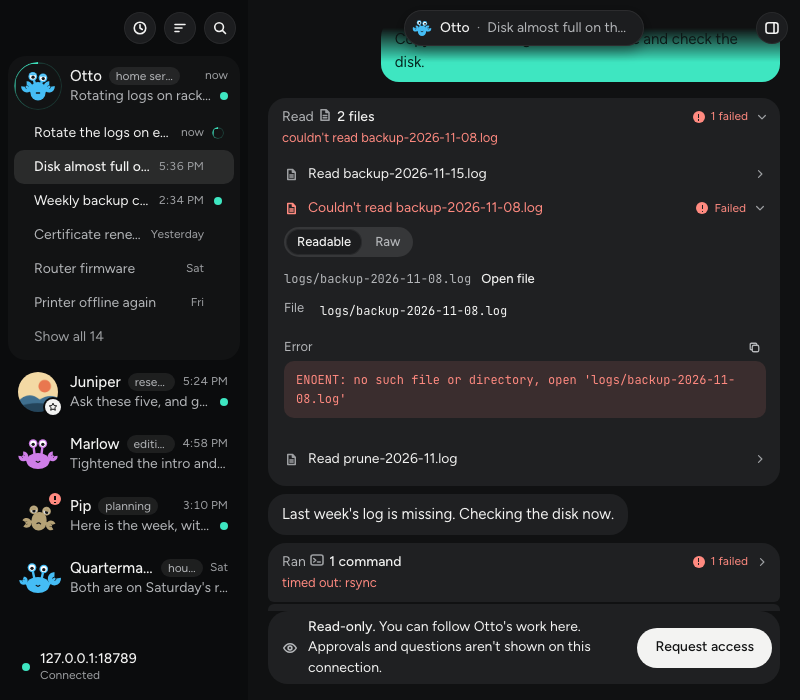 Otto
home ser...
now
Rotating logs on rack...
Rotate the logs on e...
now
Disk almost full o...
5:36 PM
Weekly backup c...
2:34 PM
Certificate rene...
Yesterday
Router firmware
Sat
Printer offline again
Fri
Show all 14
Juniper
rese...
5:24 PM
Ask these five, and g...
Marlow
editi...
4:58 PM
Tightened the intro and...
Pip
planning
3:10 PM
Here is the week, wit...
Quarterma...
hou...
Sat
Both are on Saturday's r...
127.0.0.1:18789
Connected
Otto · Disk almost full on th...
and check the
disk.
Read 2 files
1 failed
couldn't read backup-2026-11-08.log
Read backup-2026-11-15.log
Couldn't read backup-2026-11-08.log
Failed
Readable
Raw
logs/backup-2026-11-08.log Open file
File logs/backup-2026-11-08.log
Error
ENOENT: no such file or directory, open 'logs/backup-2026-11-
08.log'
Read prune-2026-11.log
Last week's log is missing. Checking the disk now.
Ran 1 command
1 failed
timed out: rsync
Read-only. You can follow Otto's work here.
Approvals and questions aren't shown on this
connection.
Request access